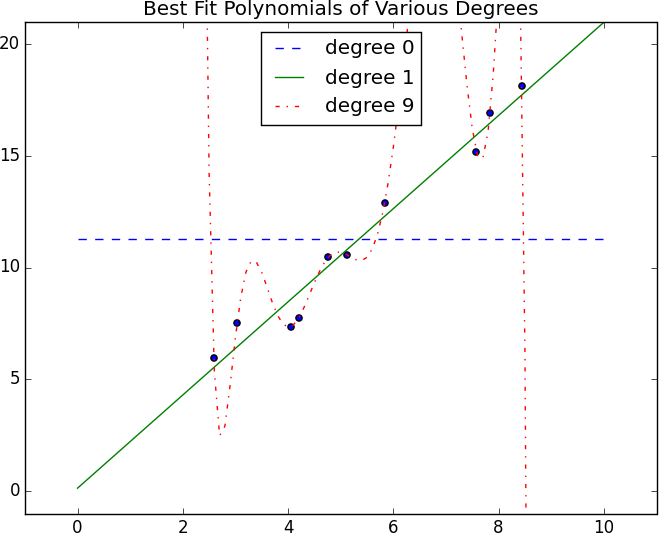 Best Fit Polynomials of Various Degrees
20
15
10
5
0
degree 0
degree 1
degree 9
0 2 4 6 8 10